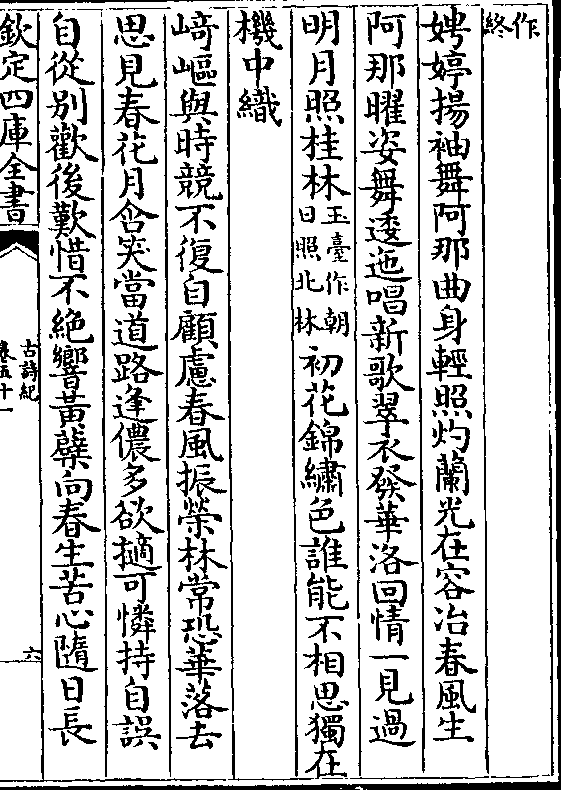 作
終
娉婷揚袖舞阿那曲身輕照灼蘭光在容冶春風生
阿那曜姿舞逶迤唱新歌翠衣發華洛回情一見過
明月照桂林玉臺作朝日照北林初花錦繡色誰能不相思獨在
機中織
崎嶇與時競不復自顧慮春風振榮林常恐華落去
思見春花月含笑當道路逢儂多欲擿可憐持自誤
自從別歡後歎惜不絕響黃蘗向春生苦心隨日長
欽定四庫全書
古詩紀
卷五十一
六